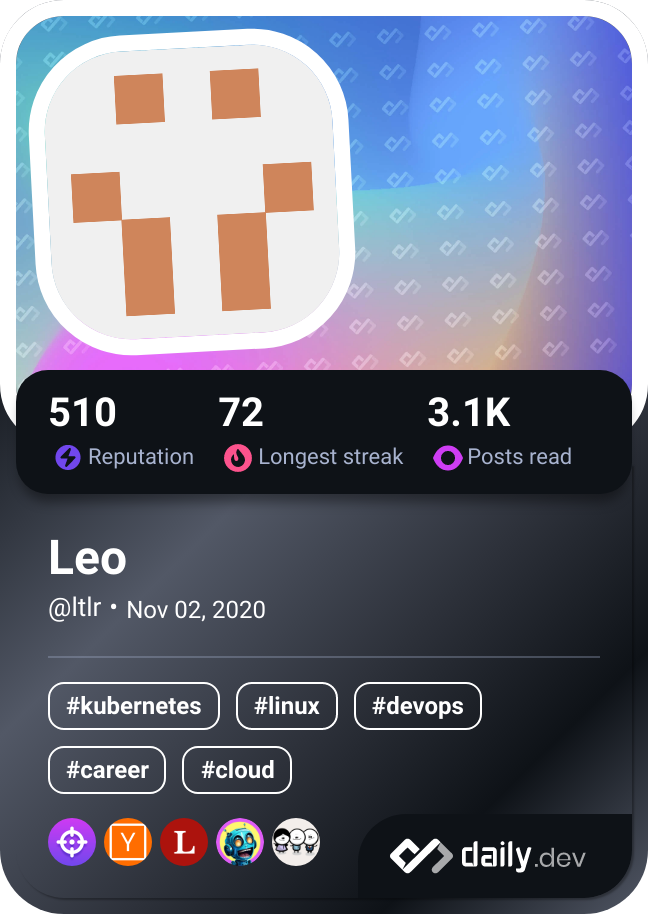 510 72 3.1K
Reputation Longest streak Posts read
Leo
@ltlr • Nov 02, 2020
#kubernetes #linux #devops
#career #cloud
Y L
daily.dev